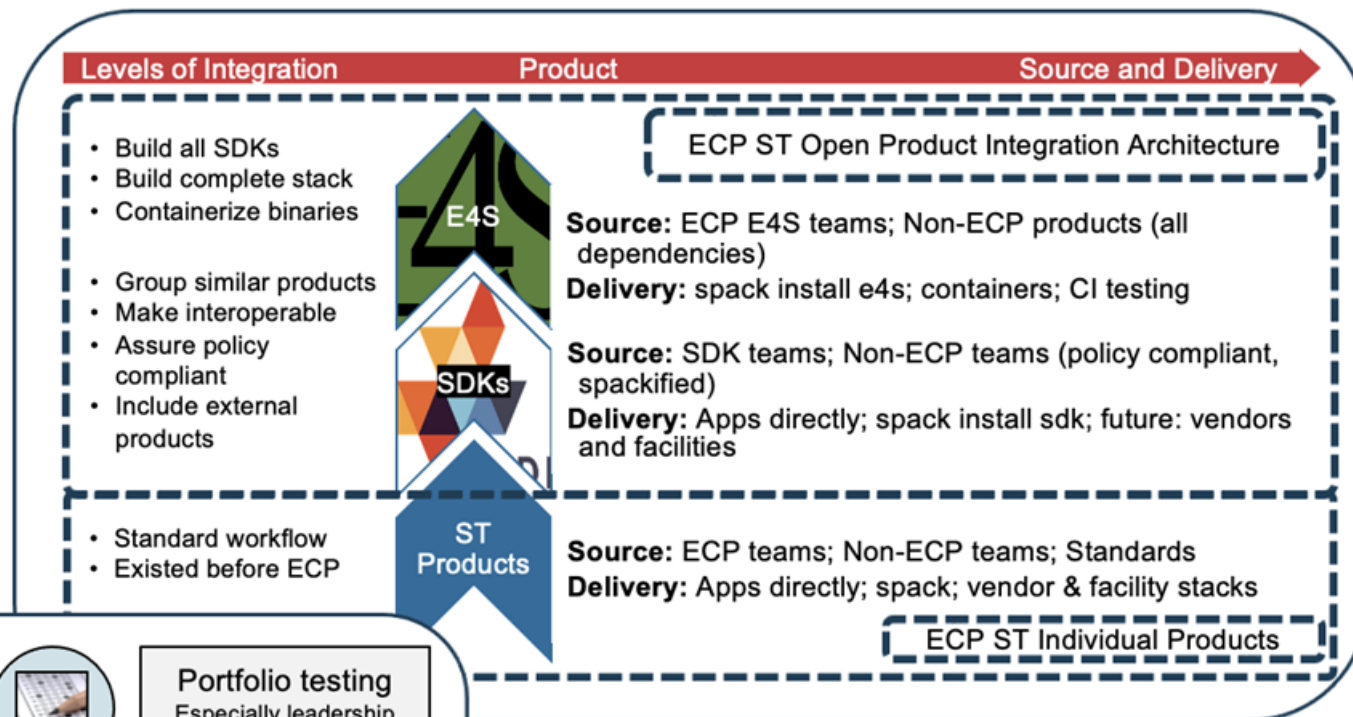 Levels of Integration Product Source and Delivery
ECP ST Open Product Integration Architecture
• Build all SDKs
• Build complete stack
• Containerize binaries
E4S
Source: ECP E4S teams; Non-ECP products (all
dependencies)
Delivery: spack install e4s; containers; CI testing
• Group similar products
• Make interoperable
• Assure policy
compliant
• Include external
products
SDKs
Source: SDK teams; Non-ECP teams (policy compliant,
spackified)
Delivery: Apps directly; spack install sdk; future: vendors
and facilities
• Standard workflow
• Existed before ECP
ST
Products
Source: ECP teams; Non-ECP teams; Standards
Delivery: Apps directly; spack; vendor & facility stacks
ECP ST Individual Products
Portfolio testing
Especially leadership